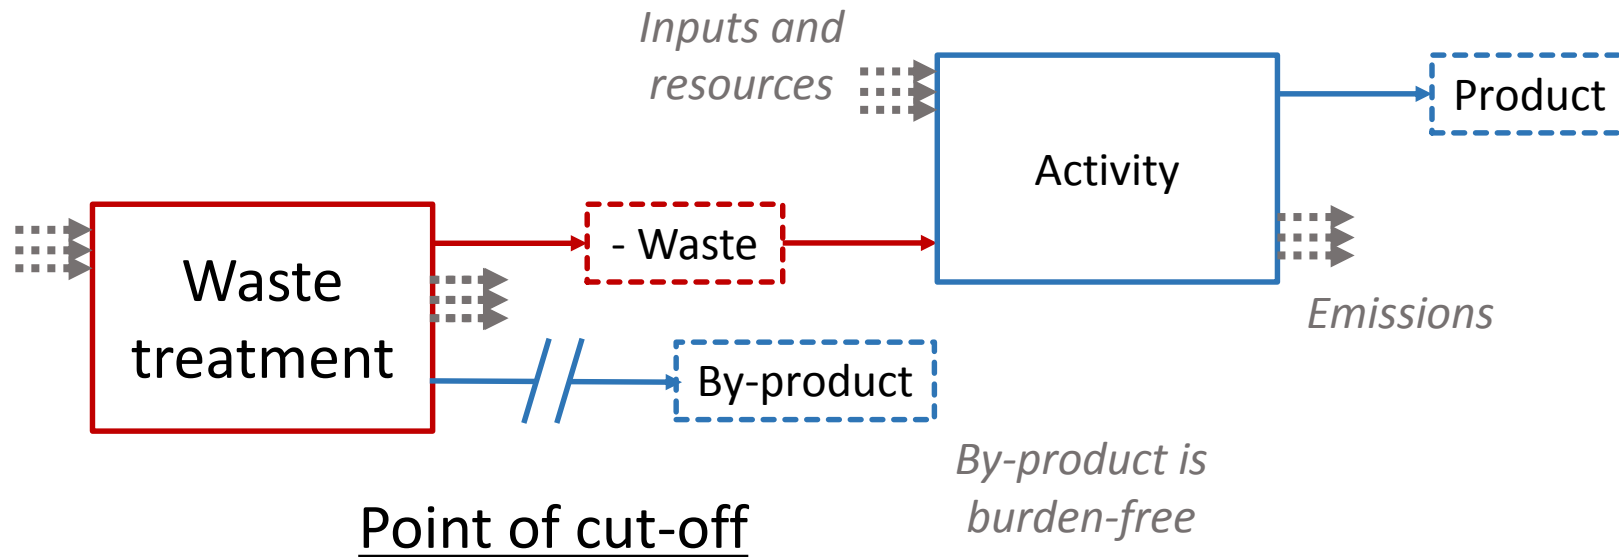 Inputs and
resources
Product
Activity
- Waste
Waste
treatment
Emissions
By-product
By-product is
burden-free
Point of cut-off